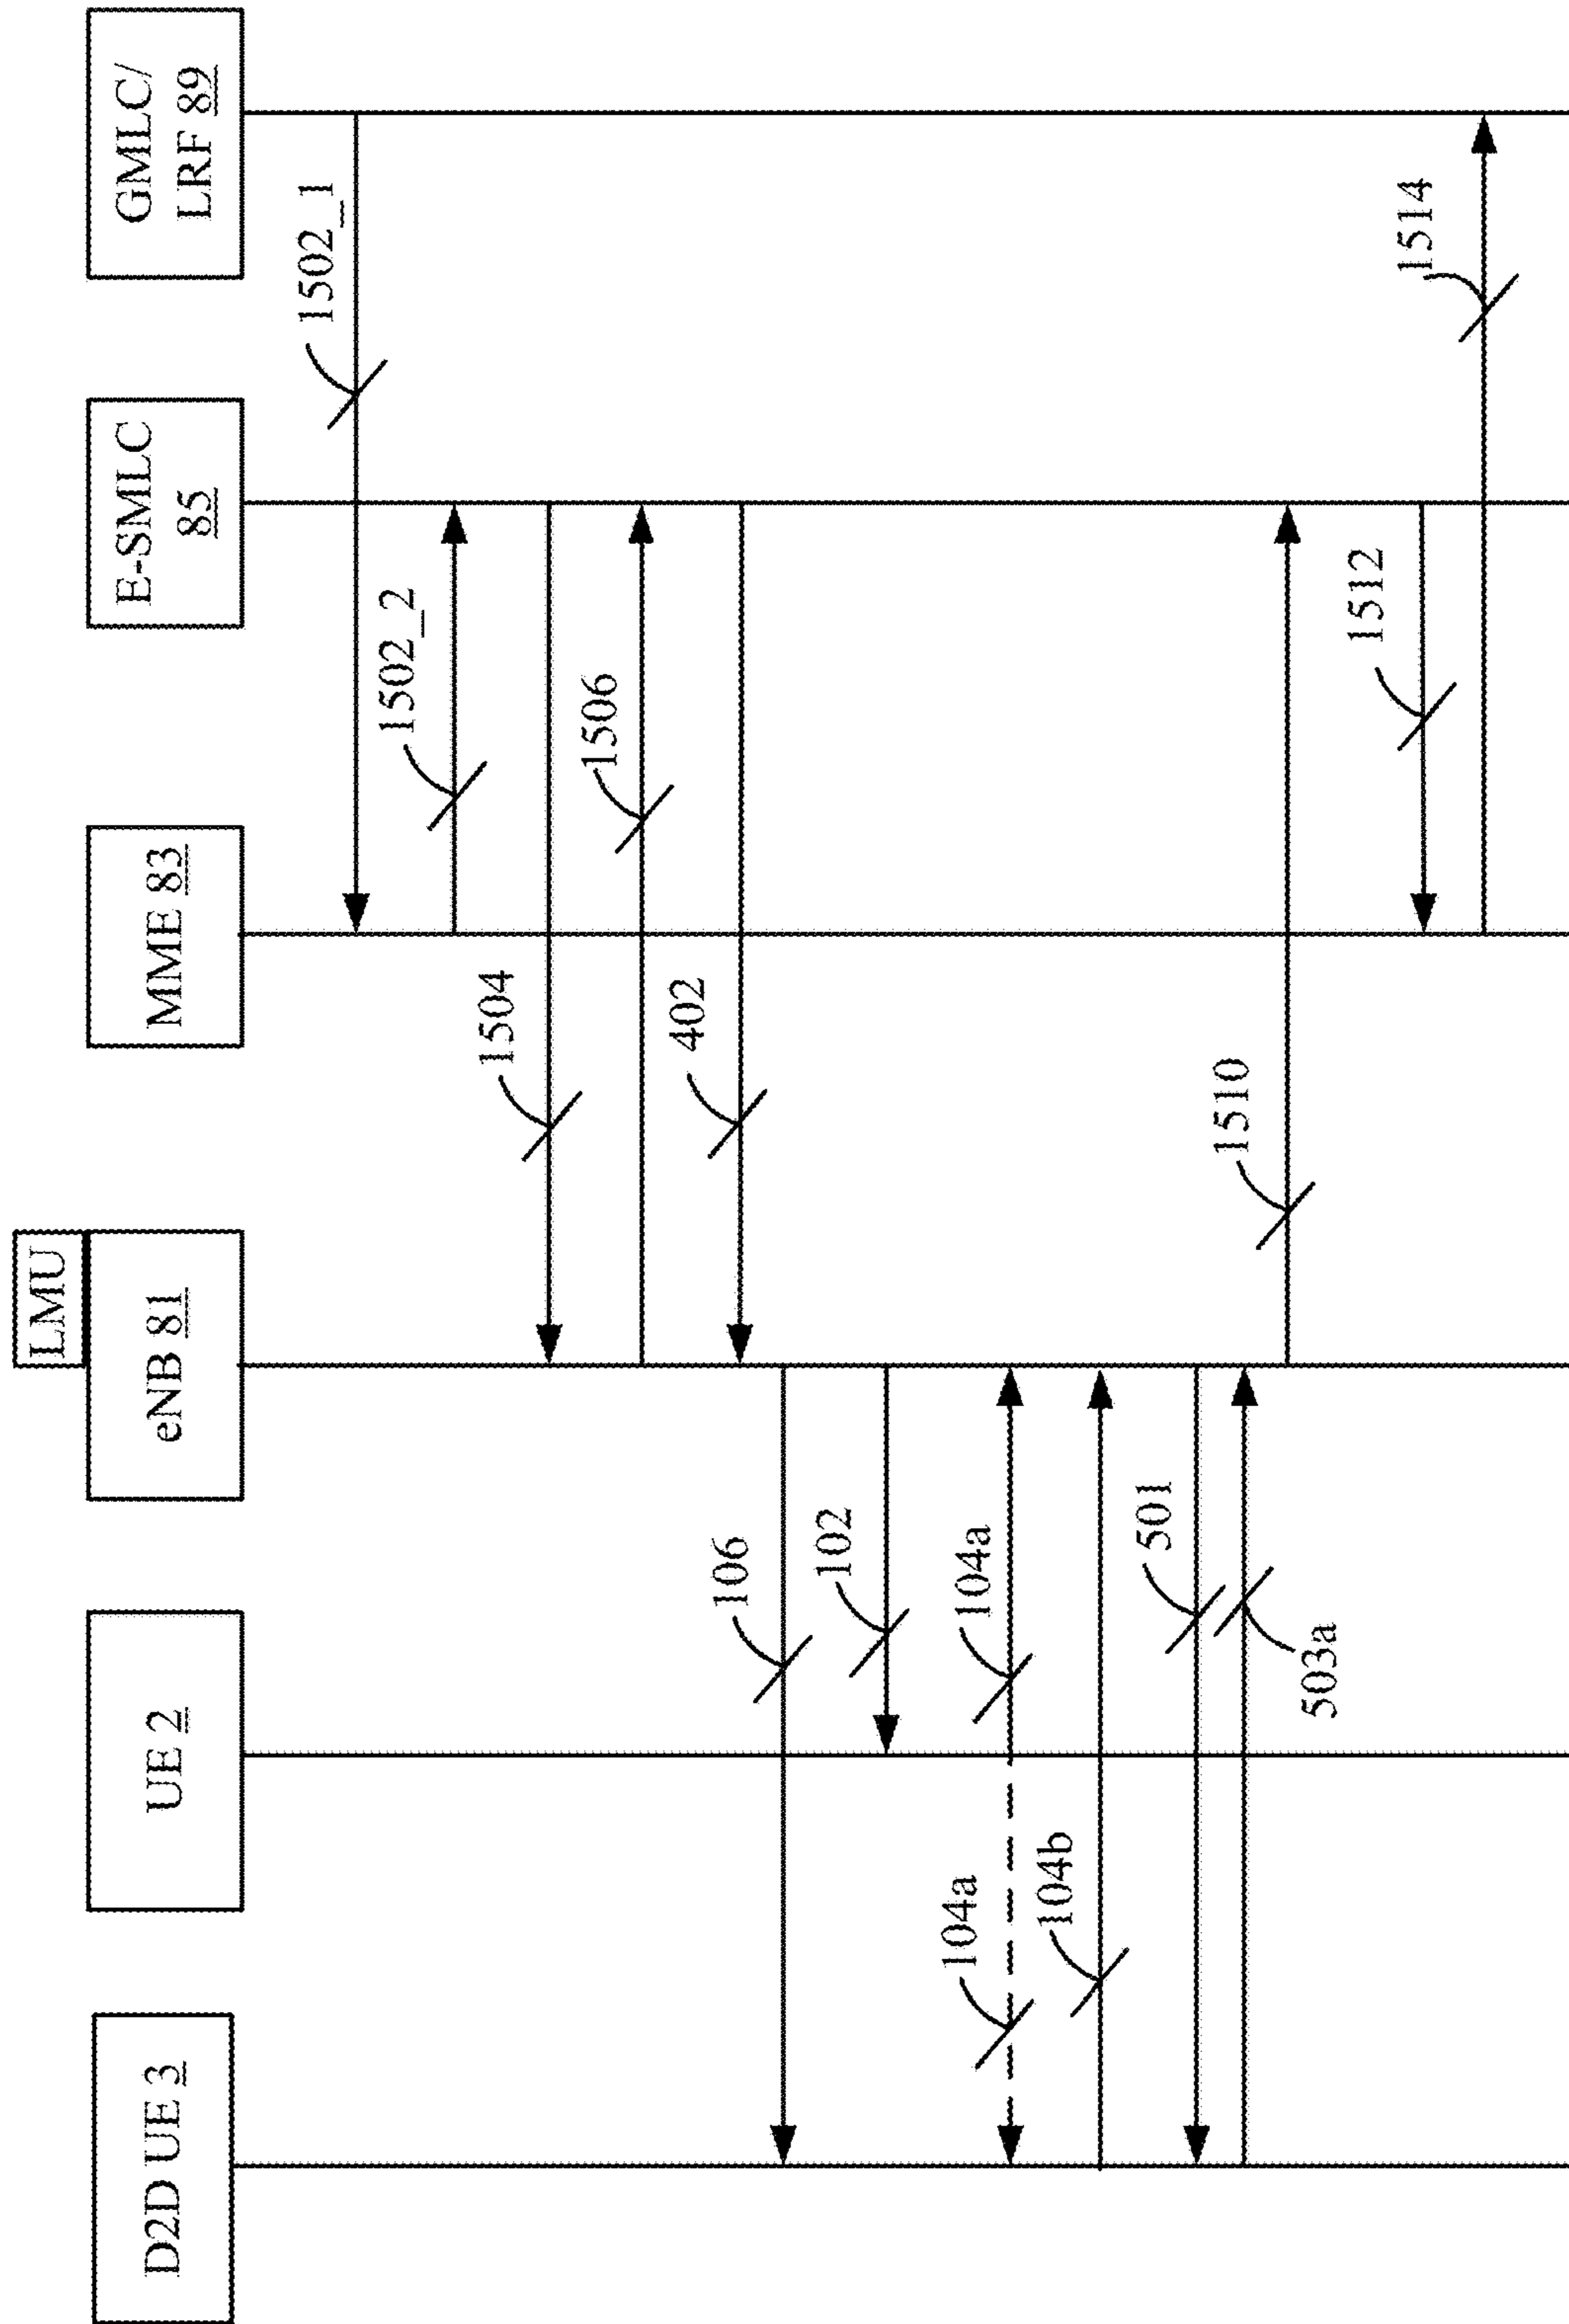 D2D UE 3
UE 2
LMU
eNB 81
MME 83
E-SMLC
85
GMLC/
LRF 89
1502_1
1502_2
1504
1506
402
106
102
104a
104a
104b
501
503a
1510
1512
1514